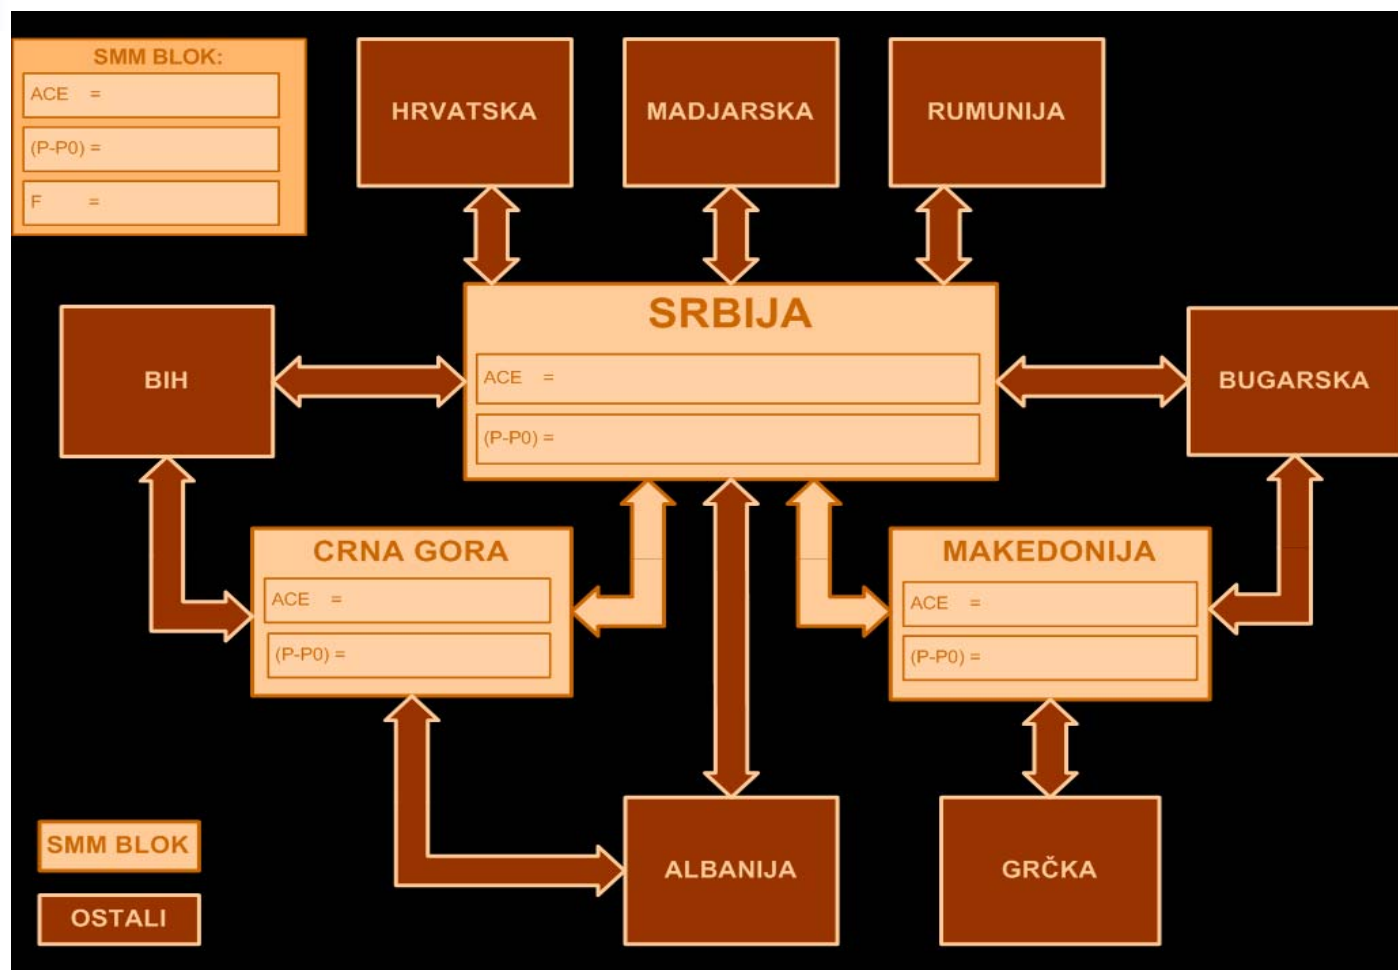 SMM BLOK:
ACE =
(P-P0) =
F =
HRVATSKA
MADJARSKA
RUMUNIJA
SRBIJA
ACE =
(P-P0) =
BIH
BUGARSKA
CRNA GORA
ACE =
(P-P0) =
MAKEDONIJA
ACE =
(P-P0) =
ALBANIJA
GRČKA
SMM BLOK
OSTALI